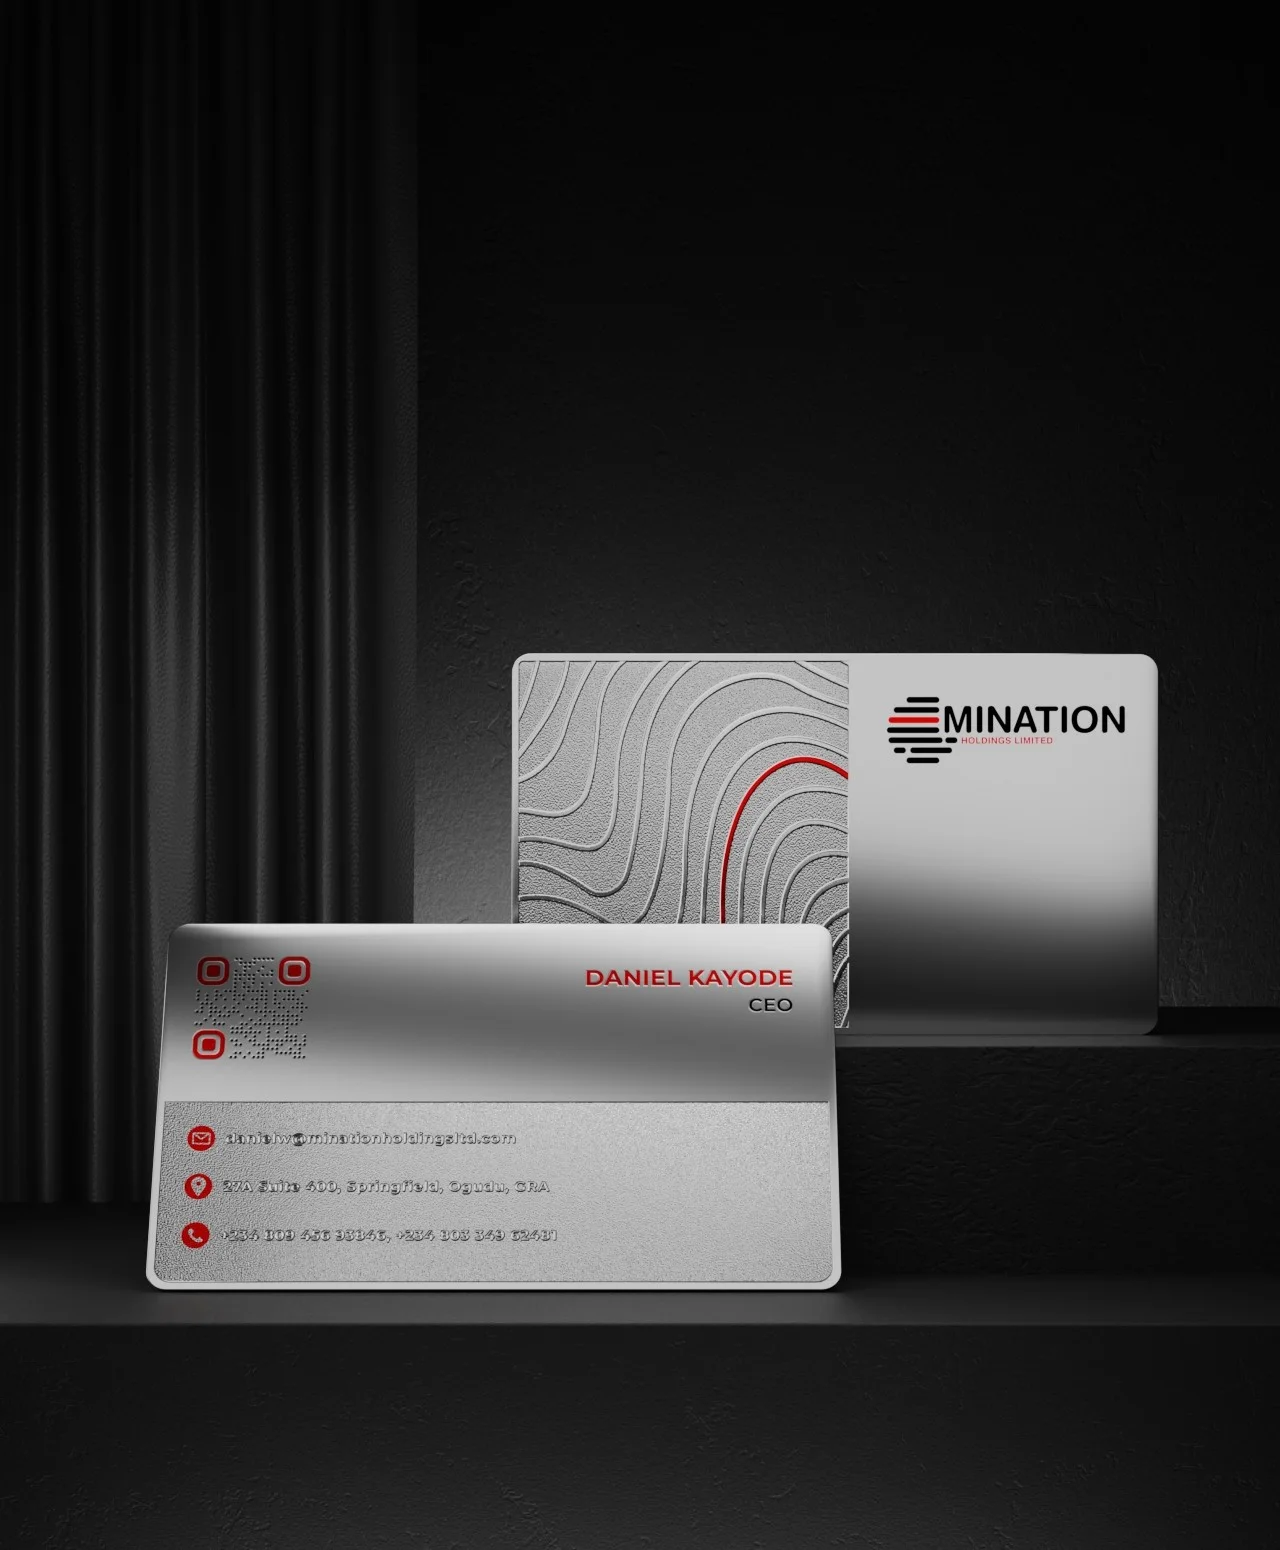 MINATION
HOLDINGS LIMITED
DANIEL KAYODE
CEO
danielw@minationholdingsltd.com
27A Suite 400, Springfield, Ogudu, GRA
+234 809 456 93846, +234 803 349 62481